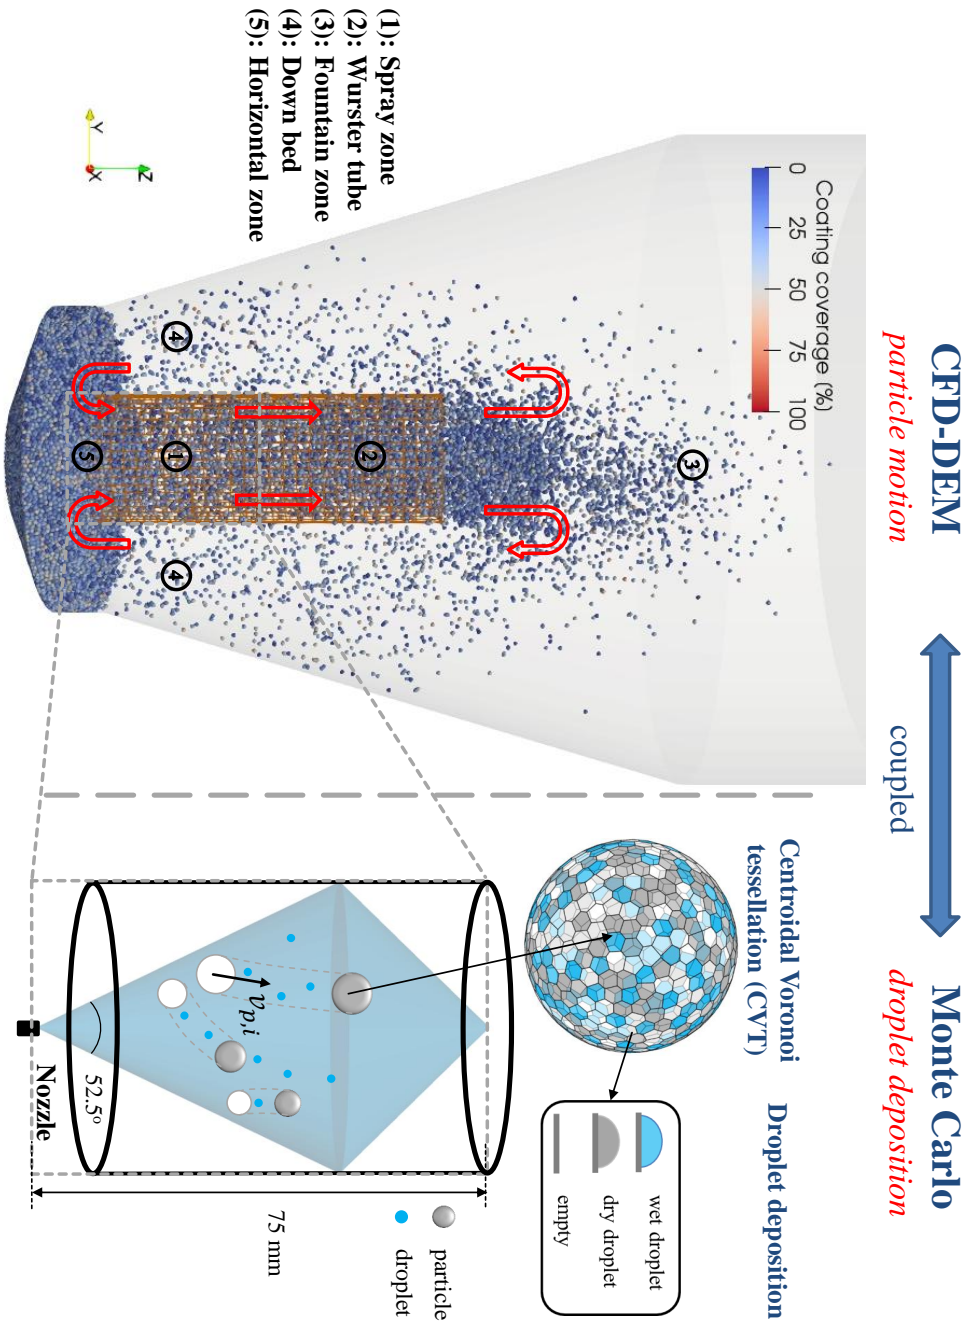 CFD-DEM
particle motion
coupled
Monte Carlo
droplet deposition
Coating coverage (%)
0 25 50 75 100
(1): Spray zone
(2): Wurster tube
(3): Fountain zone
(4): Down bed
(5): Horizontal zone
3
2
1
5
4
4
Z
Y
X
Centroidal Voronoi
tessellation (CVT)
Droplet deposition
wet droplet
dry droplet
empty
particle
droplet
75 mm
v_{p,i}
52.5°
Nozzle